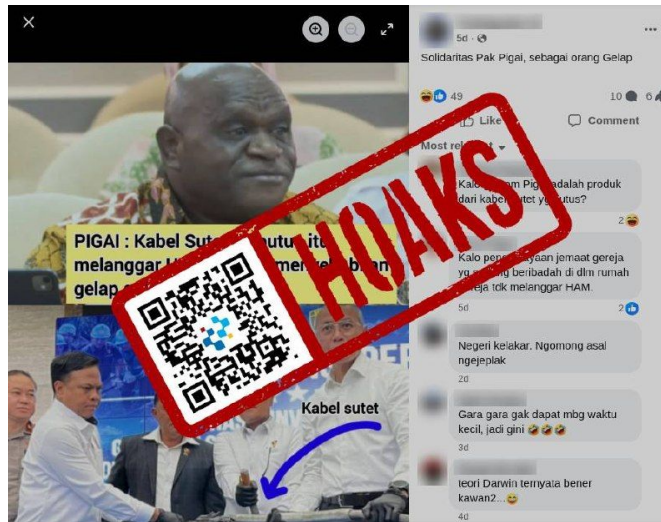 5d
Solidaritas Pak Pigai, sebagai orang Gelap
49
10
6
Like
Comment
Most
Pigai adalah produk
dari kabel sutet yg putus?
2
Kalo
jemaat gereja
yg
beribadah di dlm rumah
tdk melanggar HAM.
5d
2
Negeri kelakar. Ngomong asal
ngejeplak
2d
Gara gara gak dapat mbg waktu
kecil, jadi gini
3d
teori Darwin ternyata bener
kawan2...
4d
PIGAI : Kabel
itu
melanggar
gelap
HOAKS
Kabel sutet